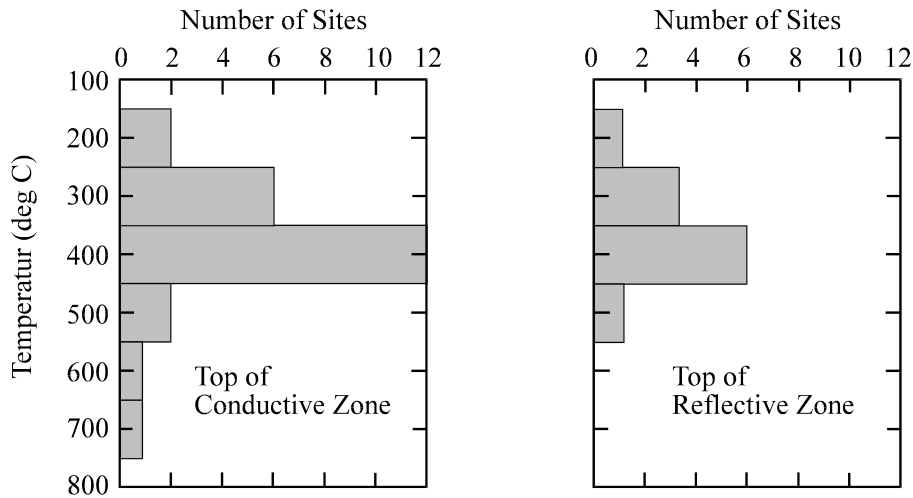 Number of Sites
0 2 4 6 8 10 12
100
200
300
400
500
600
700
800
Temperatur (deg C)
Top of
Conductive Zone
Number of Sites
0 2 4 6 8 10 12
Top of
Reflective Zone